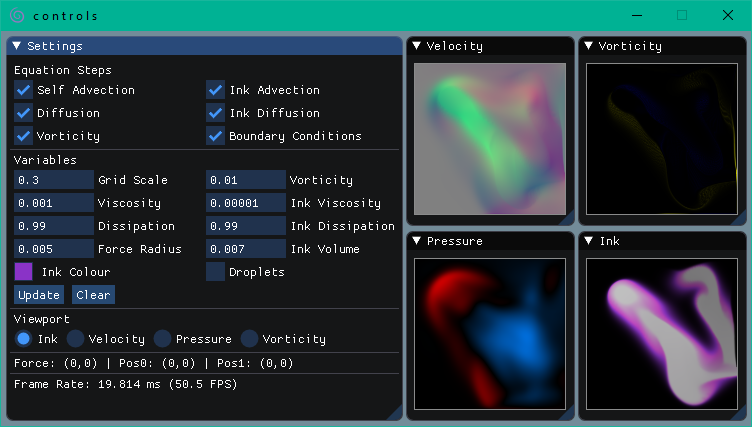 controls
Settings
Equation Steps
Self Advection Ink Advection
Diffusion Ink Diffusion
Vorticity Boundary Conditions
Variables
0.3 Grid Scale 0.01 Vorticity
0.001 Viscosity 0.00001 Ink Viscosity
0.99 Dissipation 0.99 Ink Dissipation
0.005 Force Radius 0.007 Ink Volume
Ink Colour Droplets
Update Clear
Viewport
Ink Velocity Pressure Vorticity
Force: (0,0) | Pos0: (0,0) | Pos1: (0,0)
Frame Rate: 19.814 ms (50.5 FPS)
Velocity
Vorticity
Pressure
Ink